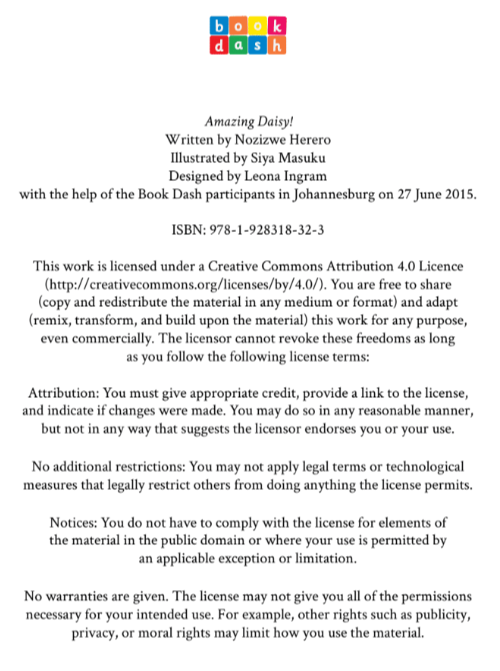 book
dash
Amazing Daisy!
Written by Nozizwe Herero
Illustrated by Siya Masuku
Designed by Leona Ingram
with the help of the Book Dash participants in Johannesburg on 27 June 2015.
ISBN: 978-1-928318-32-3
This work is licensed under a Creative Commons Attribution 4.0 Licence
(http://creativecommons.org/licenses/by/4.0/). You are free to share
(copy and redistribute the material in any medium or format) and adapt
(remix, transform, and build upon the material) this work for any purpose,
even commercially. The licensor cannot revoke these freedoms as long
as you follow the following license terms:
Attribution: You must give appropriate credit, provide a link to the license,
and indicate if changes were made. You may do so in any reasonable manner,
but not in any way that suggests the licensor endorses you or your use.
No additional restrictions: You may not apply legal terms or technological
measures that legally restrict others from doing anything the license permits.
Notices: You do not have to comply with the license for elements of
the material in the public domain or where your use is permitted by
an applicable exception or limitation.
No warranties are given. The license may not give you all of the permissions
necessary for your intended use. For example, other rights such as publicity,
privacy, or moral rights may limit how you use the material.